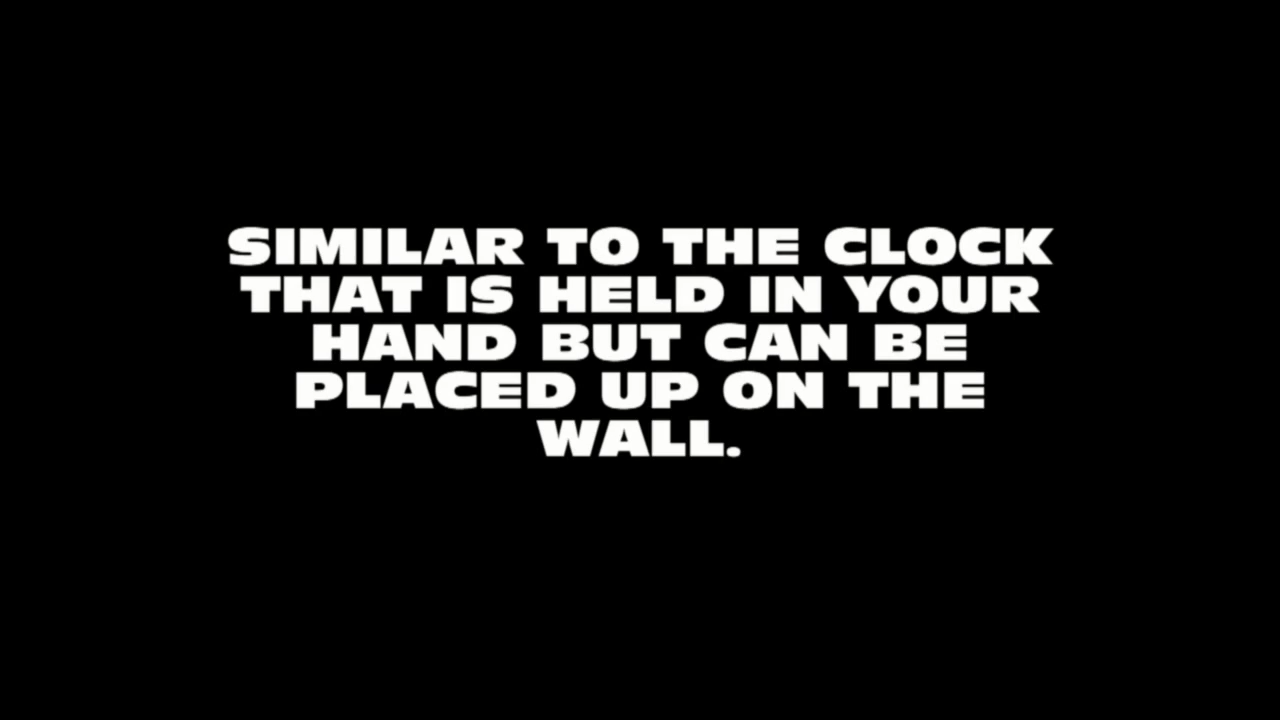 SIMILAR TO THE CLOCK
THAT IS HELD IN YOUR
HAND BUT CAN BE
PLACED UP ON THE
WALL.